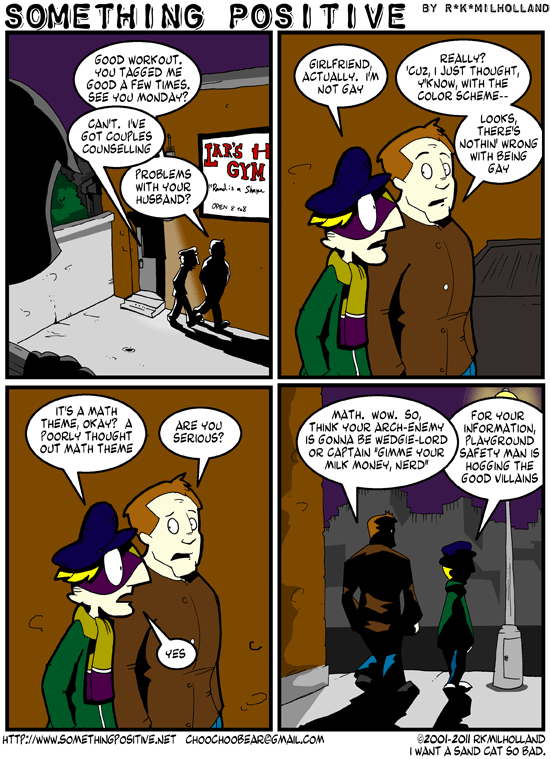 SOMETHING POSITIVE BY R*K*MILHOLLAND
GOOD WORKOUT.
YOU TAGGED ME
GOOD A FEW TIMES.
SEE YOU MONDAY?
CAN'T. I'VE
GOT COUPLES
COUNSELLING
PROBLEMS
WITH YOUR
HUSBAND?
LAR'S H
GYM
OPEN 8 to 8
GIRLFRIEND,
ACTUALLY. I'M
NOT GAY
REALLY?
'CUZ, I JUST THOUGHT,
Y'KNOW, WITH THE
COLOR SCHEME--
LOOKS,
THERE'S
NOTHIN' WRONG
WITH BEING
GAY
IT'S A MATH
THEME, OKAY? A
POORLY THOUGHT
OUT MATH THEME
ARE YOU
SERIOUS?
YES
MATH. WOW. SO,
THINK YOUR ARCH-ENEMY
IS GONNA BE WEDGIE-LORD
OR CAPTAIN "GIMME YOUR
MILK MONEY, NERD"
FOR YOUR
INFORMATION,
PLAYGROUND
SAFETY MAN IS
HOGGING THE
GOOD VILLAINS
HTTP://WWW.SOMETHINGPOSITIVE.NET CHOOCHOOBEAR@GMAIL.COM
©2001-2011 RKMILHOLLAND
I WANT A SAND CAT SO BAD.